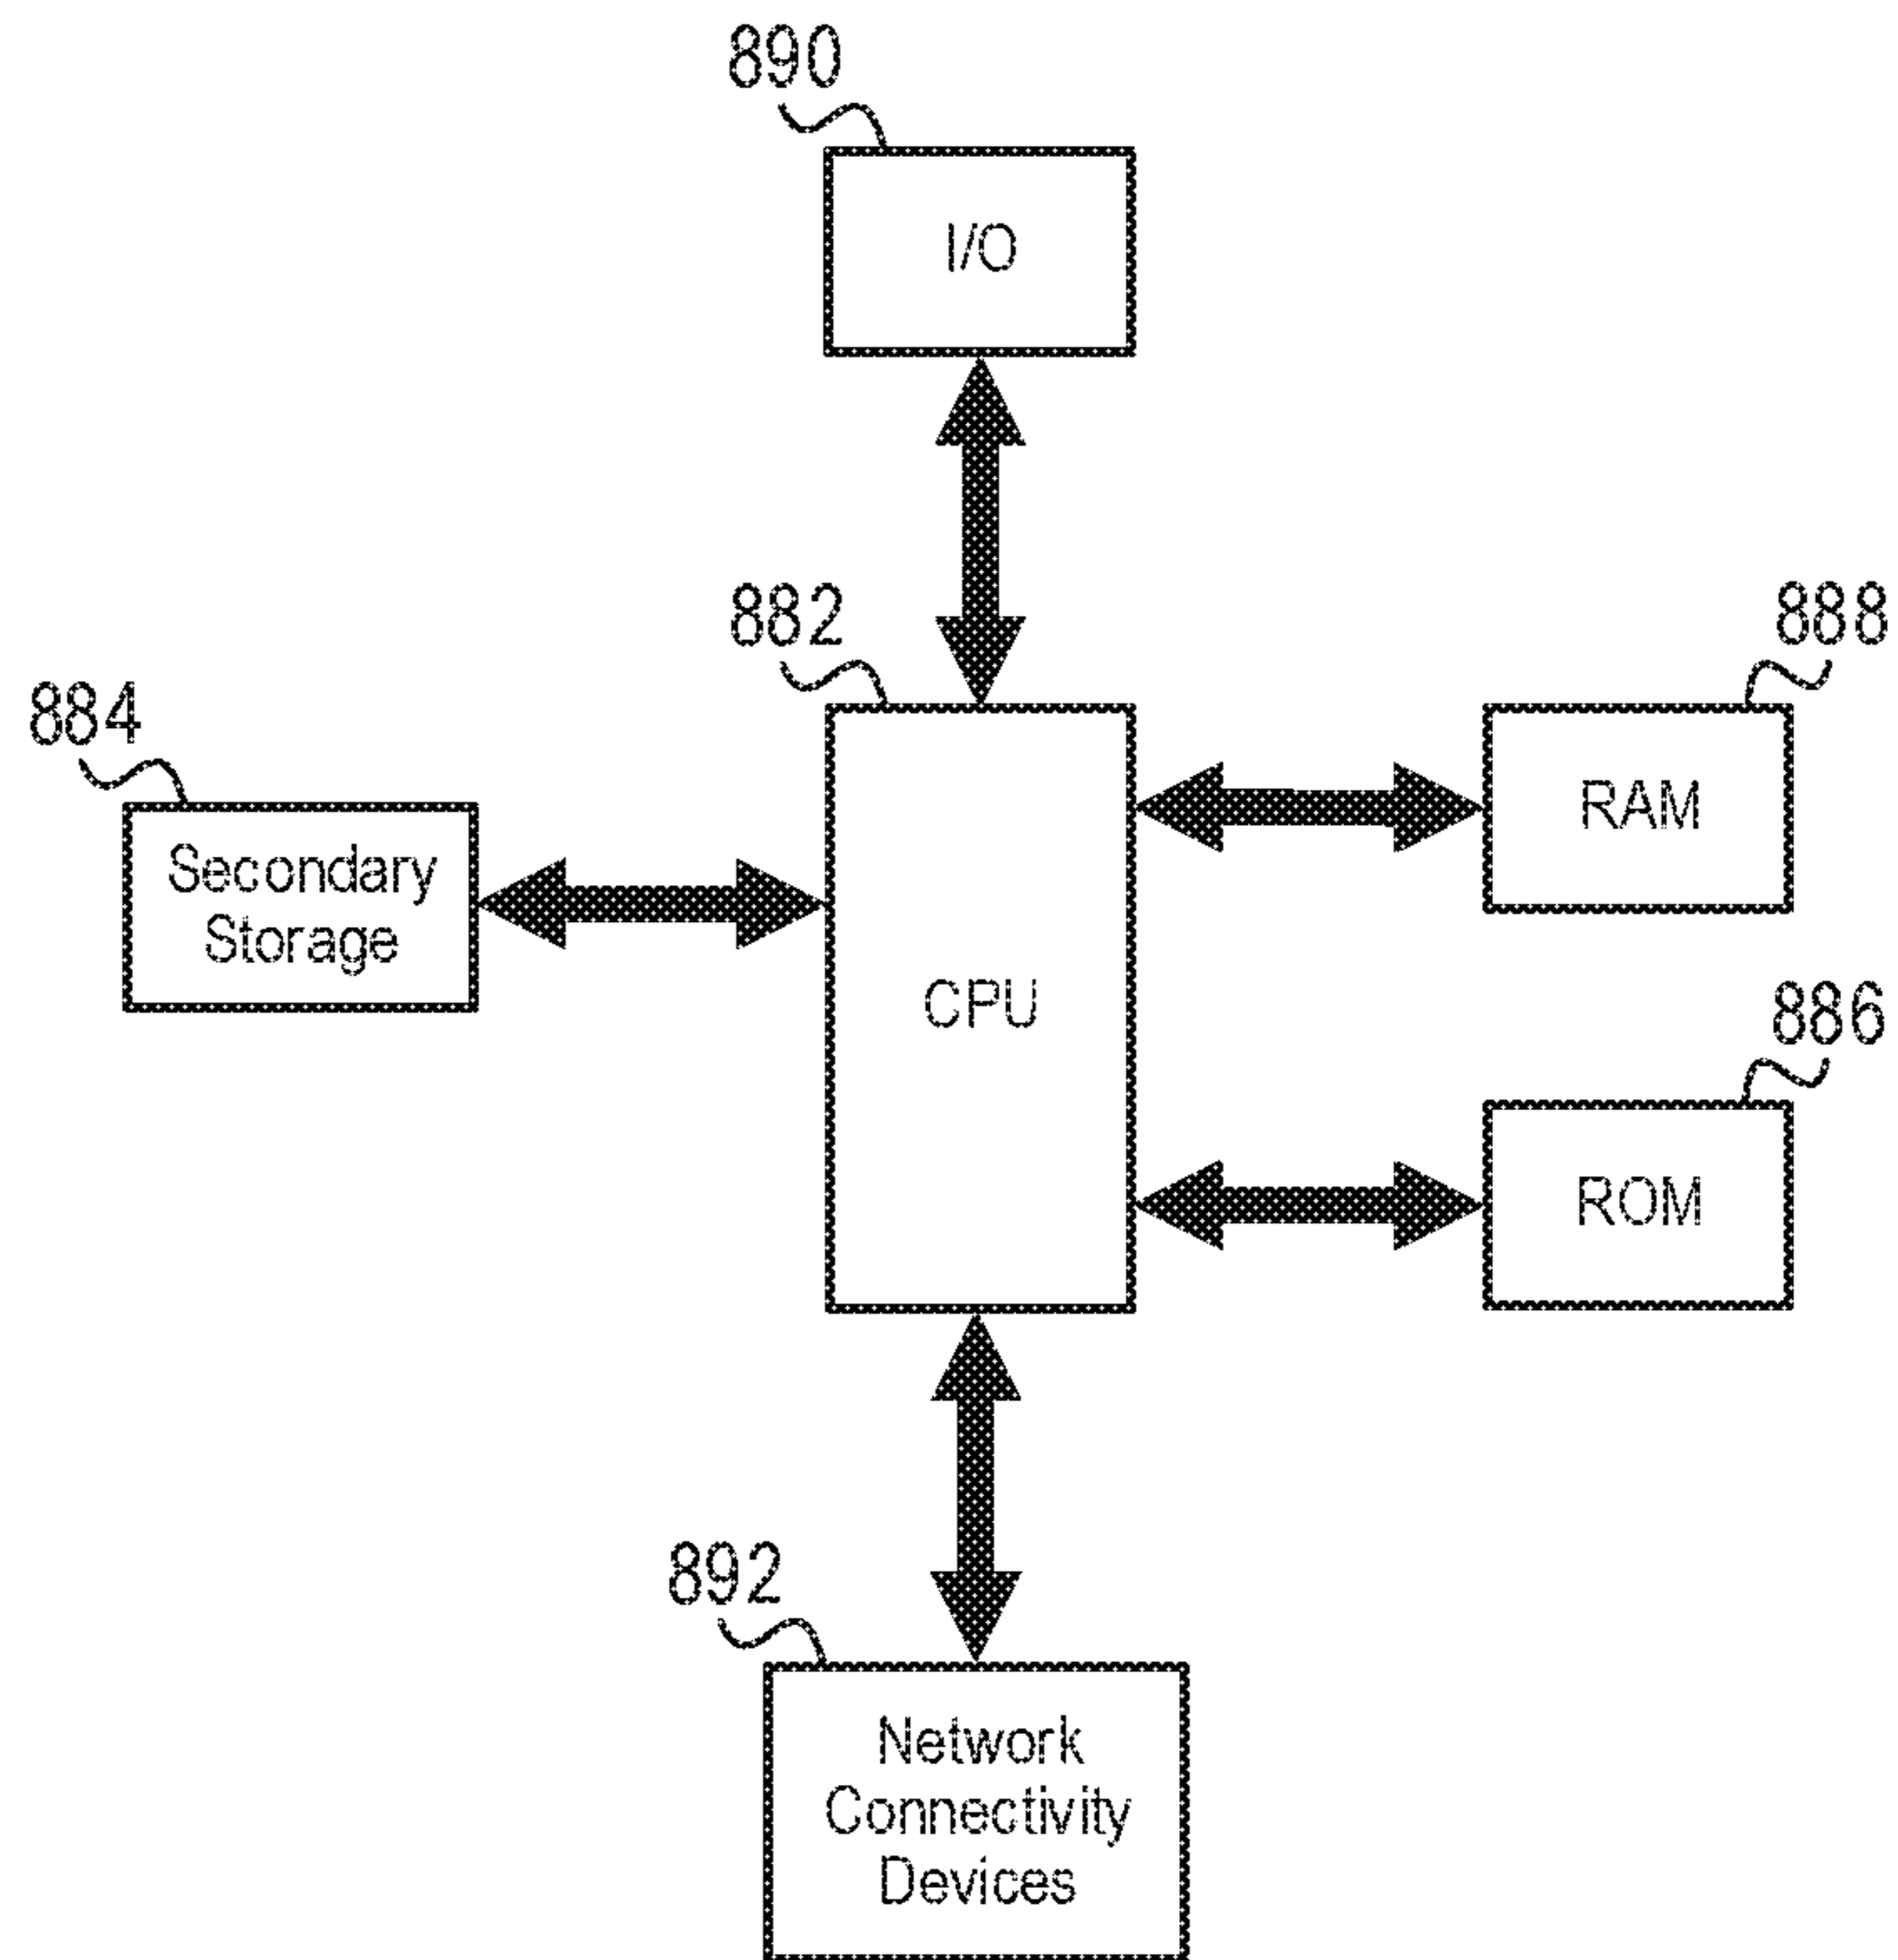 890
I/O
882
888
884
RAM
Secondary
Storage
CPU
886
ROM
892
Network
Connectivity
Devices